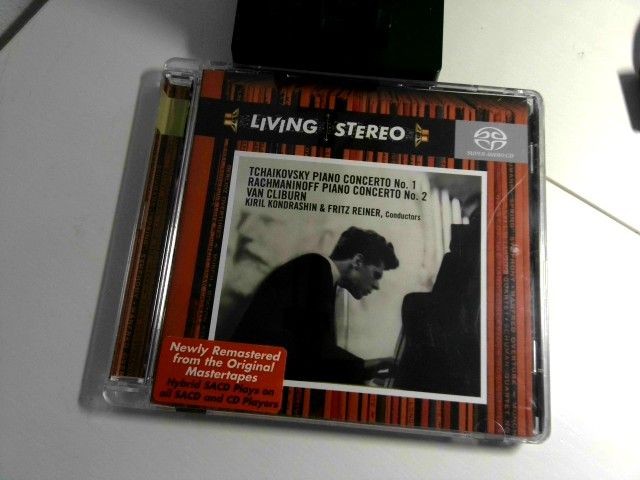 LIVING STEREO
SUPER AUDIO CD
TCHAIKOVSKY PIANO CONCERTO No. 1
RACHMANINOFF PIANO CONCERTO No. 2
VAN CLIBURN
KIRIL KONDRASHIN & FRITZ REINER, Conductors
Newly Remastered
from the Original
Mastertapes
Hybrid SACD Plays on
all SACD and CD Players